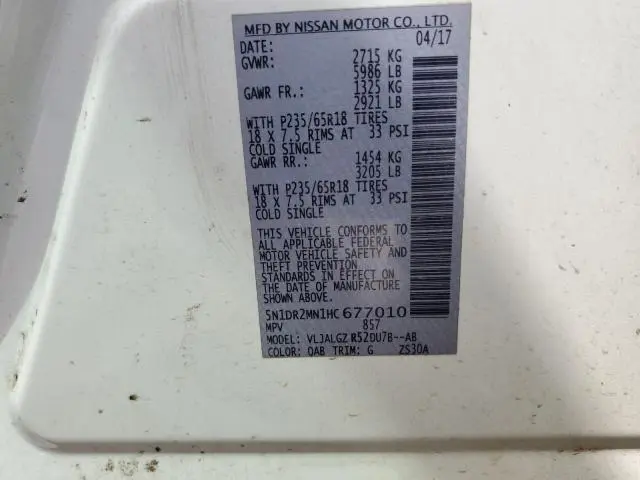 MFD BY NISSAN MOTOR CO., LTD.
DATE: 04/17
GVWR: 2715 KG
5986 LB
GAWR FR.: 1325 KG
2921 LB
WITH P235/65R18 TIRES
18 X 7.5 RIMS AT 33 PSI
COLD SINGLE
GAWR RR.: 1454 KG
3205 LB
WITH P235/65R18 TIRES
18 X 7.5 RIMS AT 33 PSI
COLD SINGLE
THIS VEHICLE CONFORMS TO
ALL APPLICABLE FEDERAL
MOTOR VEHICLE SAFETY AND
THEFT PREVENTION
STANDARDS IN EFFECT ON
THE DATE OF MANUFACTURE
SHOWN ABOVE.
5N1DR2MN1HC677010
MPV 857
MODEL: VLJALGZ R52DU7B--AB
COLOR: QAB TRIM: G ZS30A